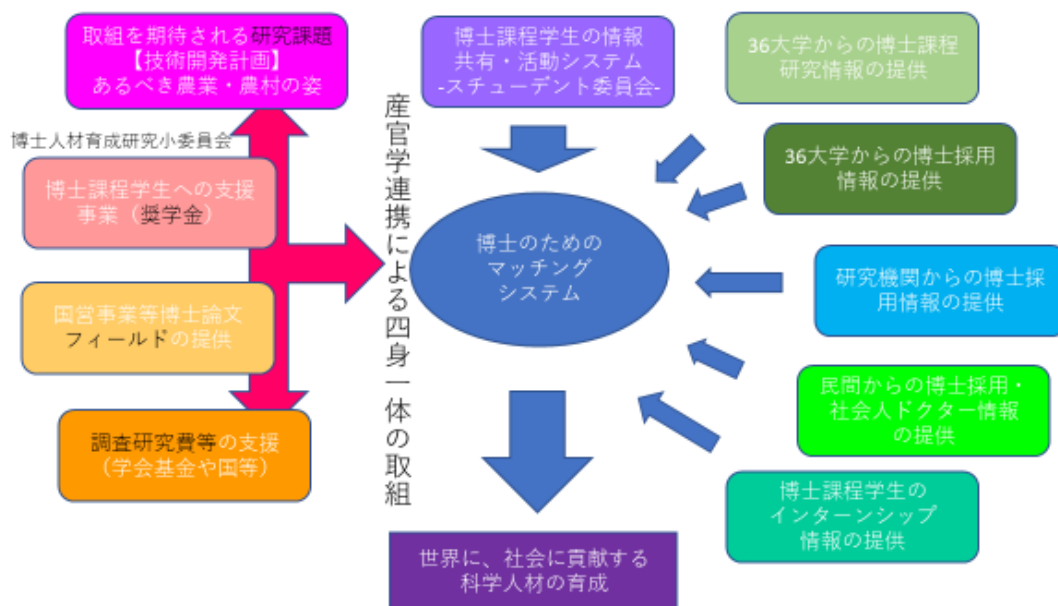 取組を期待される研究課題
【技術開発計画】
あるべき農業・農村の姿
博士人材育成研究小委員会
博士課程学生への支援
事業（奨学金）
国営事業等博士論文
フィールドの提供
調査研究費等の支援
（学会基金や国等）
産官学連携による四身一体の取組
博士課程学生の情報
共有・活動システム
-スチューデント委員会-
博士のための
マッチング
システム
世界に、社会に貢献する
科学人材の育成
36大学からの博士課程
研究情報の提供
36大学からの博士採用
情報の提供
研究機関からの博士採
用情報の提供
民間からの博士採用・
社会人ドクター情報
の提供
博士課程学生の
インターンシップ
情報の提供